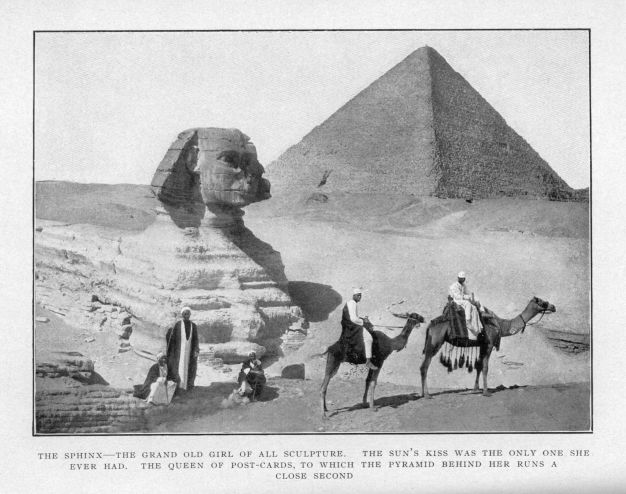 THE SPHINX—THE GRAND OLD GIRL OF ALL SCULPTURE. THE SUN'S KISS WAS THE ONLY ONE SHE
EVER HAD. THE QUEEN OF POST-CARDS, TO WHICH THE PYRAMID BEHIND HER RUNS A
CLOSE SECOND